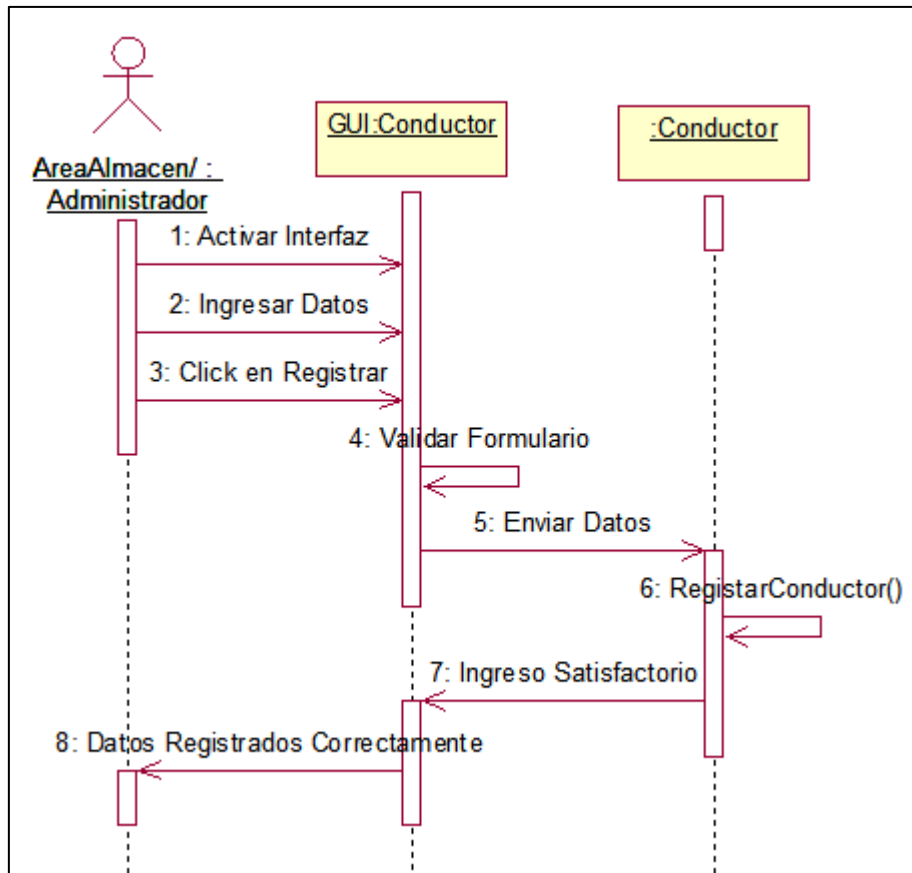 AreaAlmacen/ :
Administrador
GUI:Conductor
:Conductor
1: Activar Interfaz
2: Ingresar Datos
3: Click en Registrar
4: Validar Formulario
5: Enviar Datos
6: RegistarConductor()
7: Ingreso Satisfactorio
8: Datos Registrados Correctamente